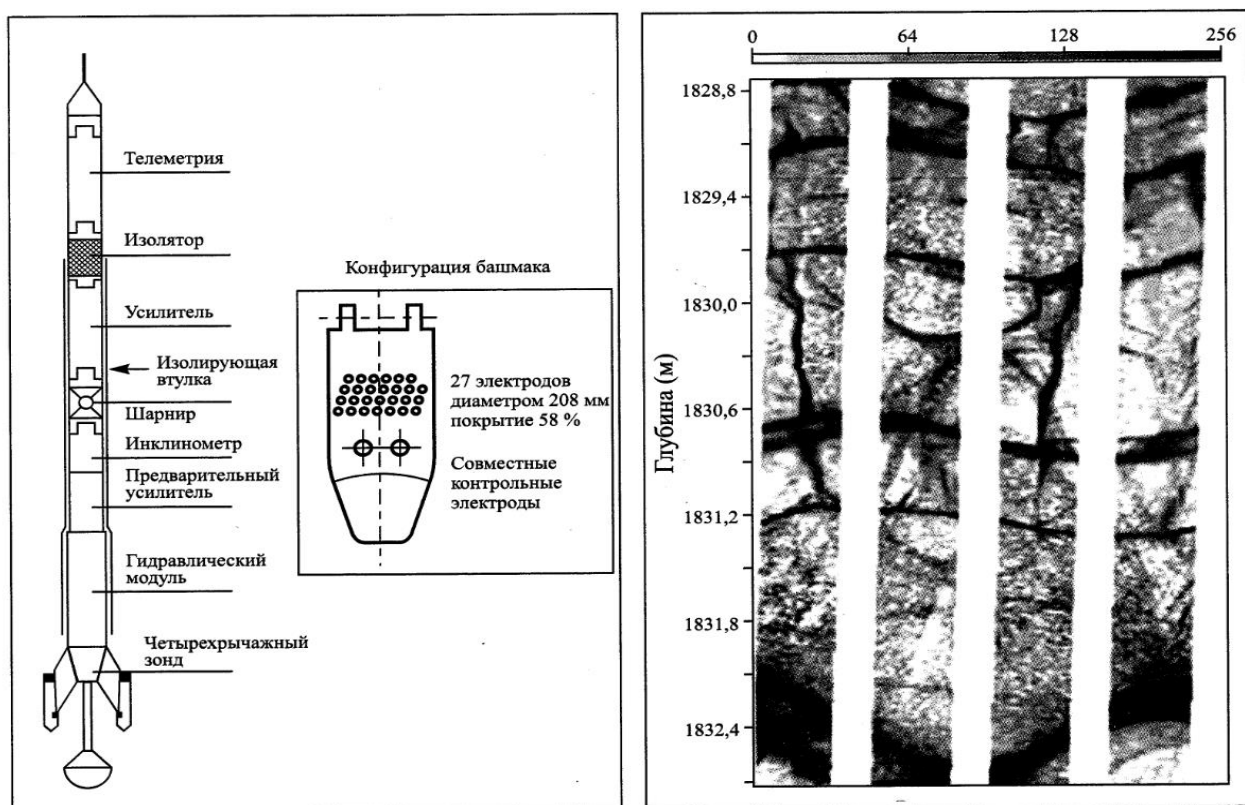 Телеметрия
Изолятор
Усилитель
Изолирующая
втулка
Шарнир
Инклинометр
Предварительный
усилитель
Гидравлический
модуль
Четырехрычажный
зонд
Конфигурация башмака
27 электродов
диаметром 208 мм
покрытие 58 %
Совместные
контрольные
электроды
0 64 128 256
Глубина (м)
1828,8
1829,4
1830,0
1830,6
1831,2
1831,8
1832,4